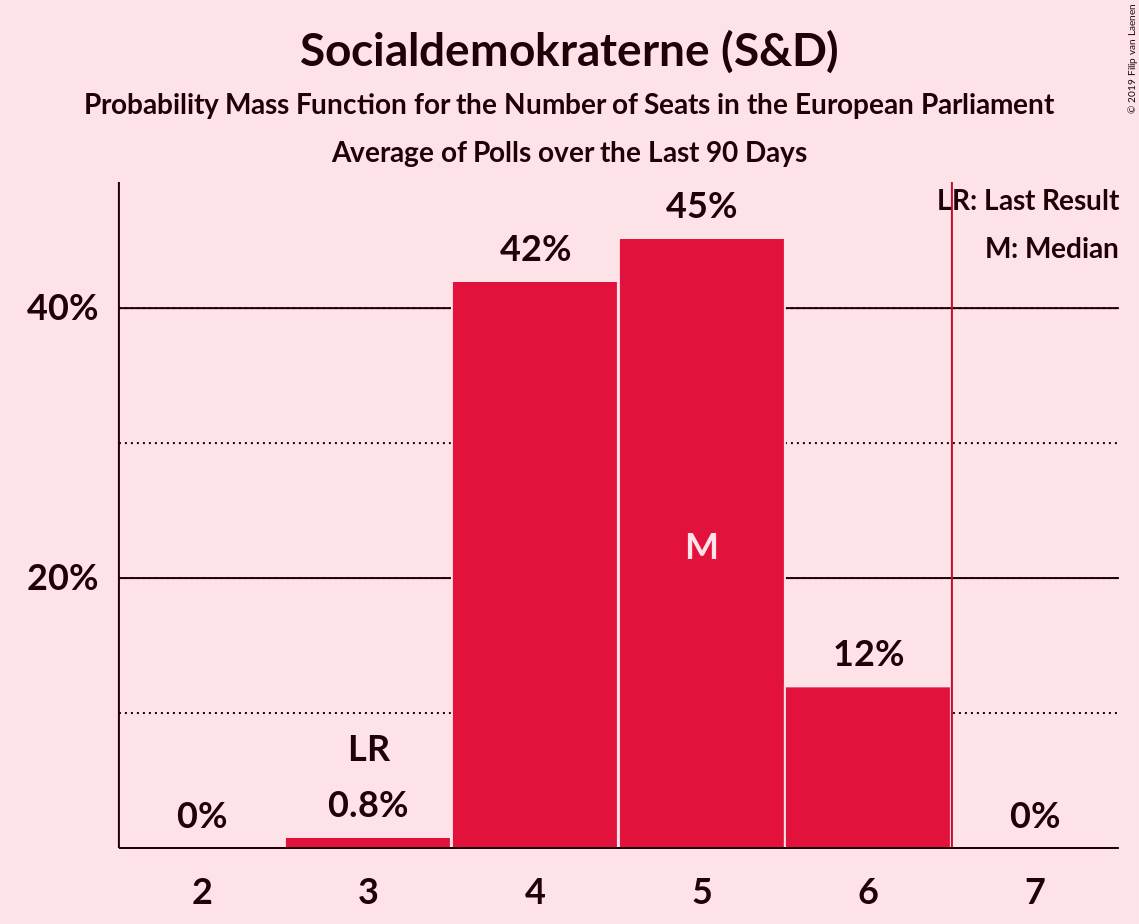 Socialdemokraterne (S&D)
Probability Mass Function for the Number of Seats in the European Parliament
Average of Polls over the Last 90 Days
© 2019 Filip van Laenen
LR: Last Result
M: Median
45%
42%
40%
M
20%
12%
LR
0.8%
0%
0%
2
3
4
5
6
7